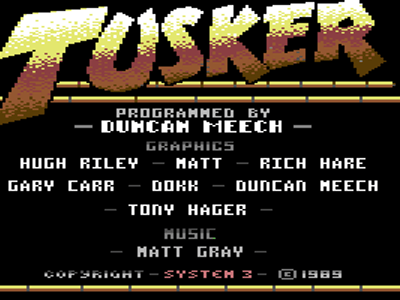 TUSKER
PROGRAMMED BY
— DUNCAN MEECH —
GRAPHICS
HUGH RILEY — MATT — RICH HARE
GARY CARR — DOKK — DUNCAN MEECH
— TONY HAGER —
MUSIC
— MATT GRAY —
COPYRIGHT — SYSTEM 3 — © 1989